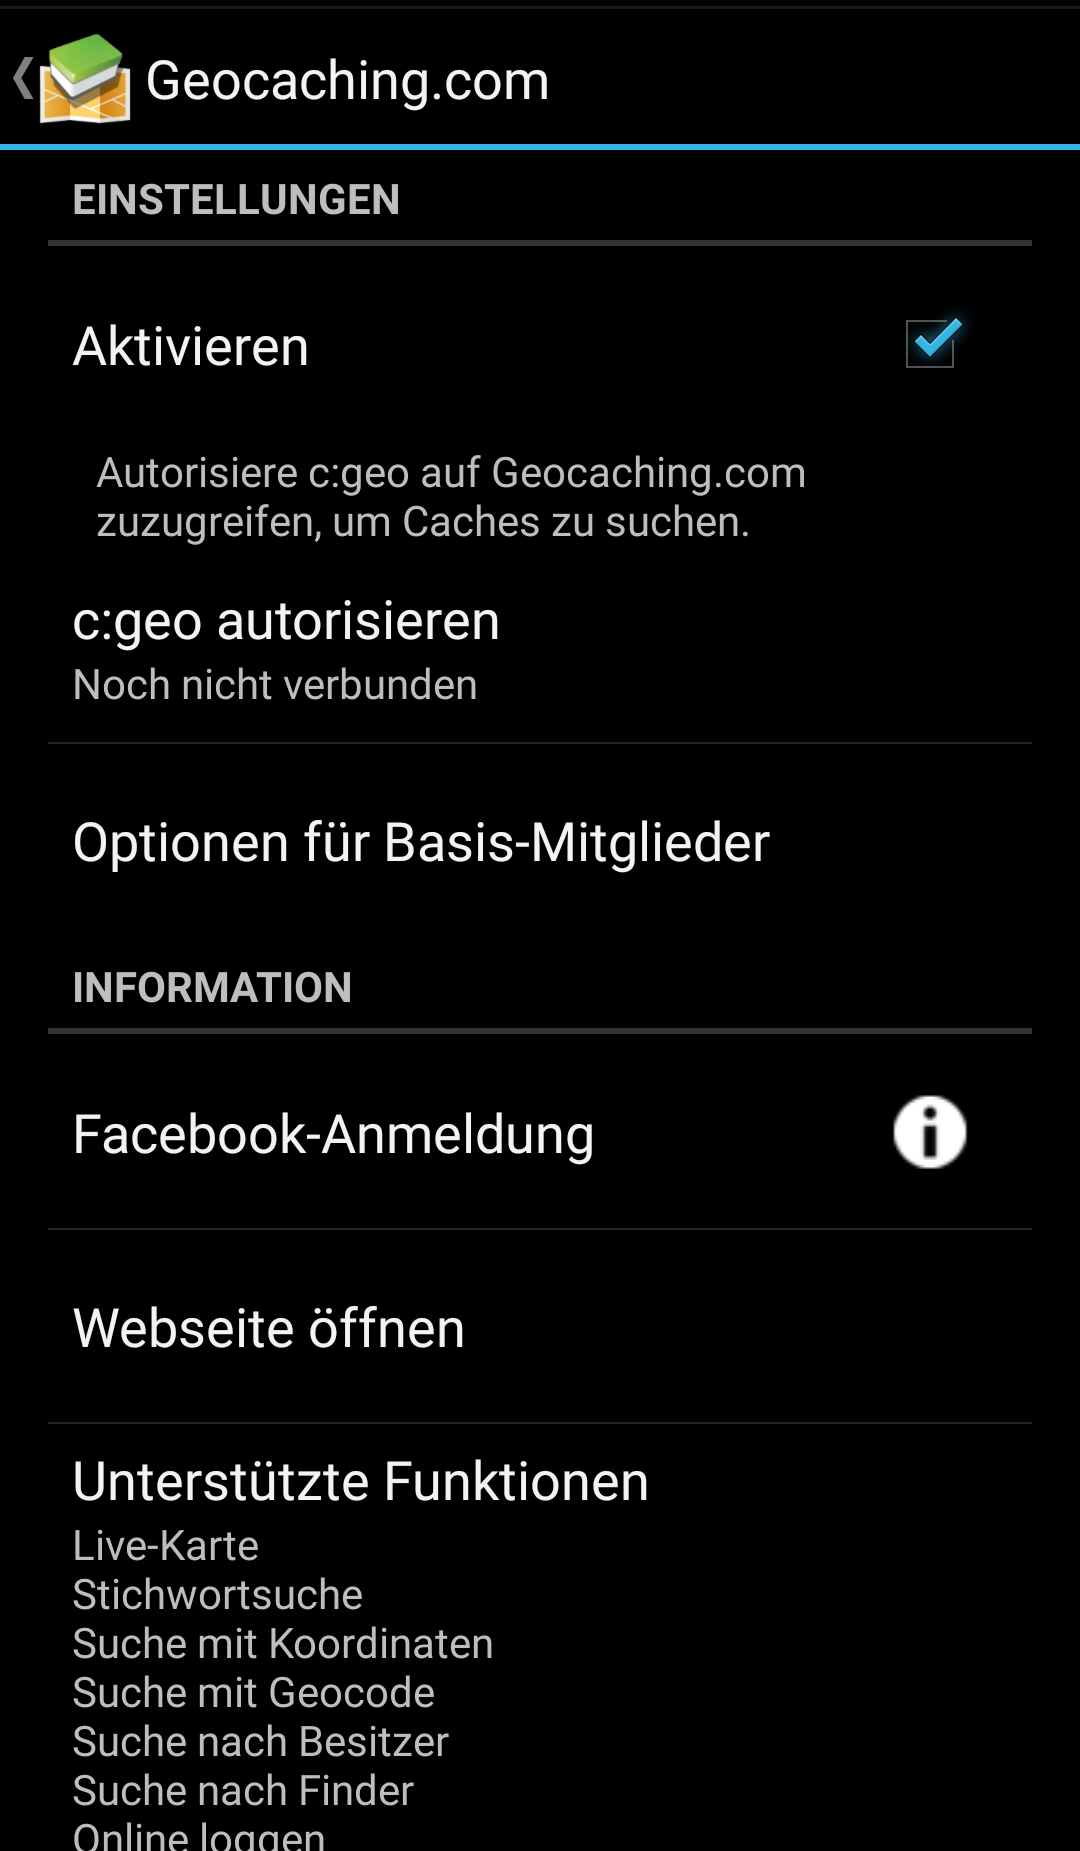 Geocaching.com
EINSTELLUNGEN
Aktivieren
Autorisiere c:geo auf Geocaching.com
zuzugreifen, um Caches zu suchen.
c:geo autorisieren
Noch nicht verbunden
Optionen für Basis-Mitglieder
INFORMATION
Facebook-Anmeldung
Webseite öffnen
Unterstützte Funktionen
Live-Karte
Stichwortsuche
Suche mit Koordinaten
Suche mit Geocode
Suche nach Besitzer
Suche nach Finder
Online loggen